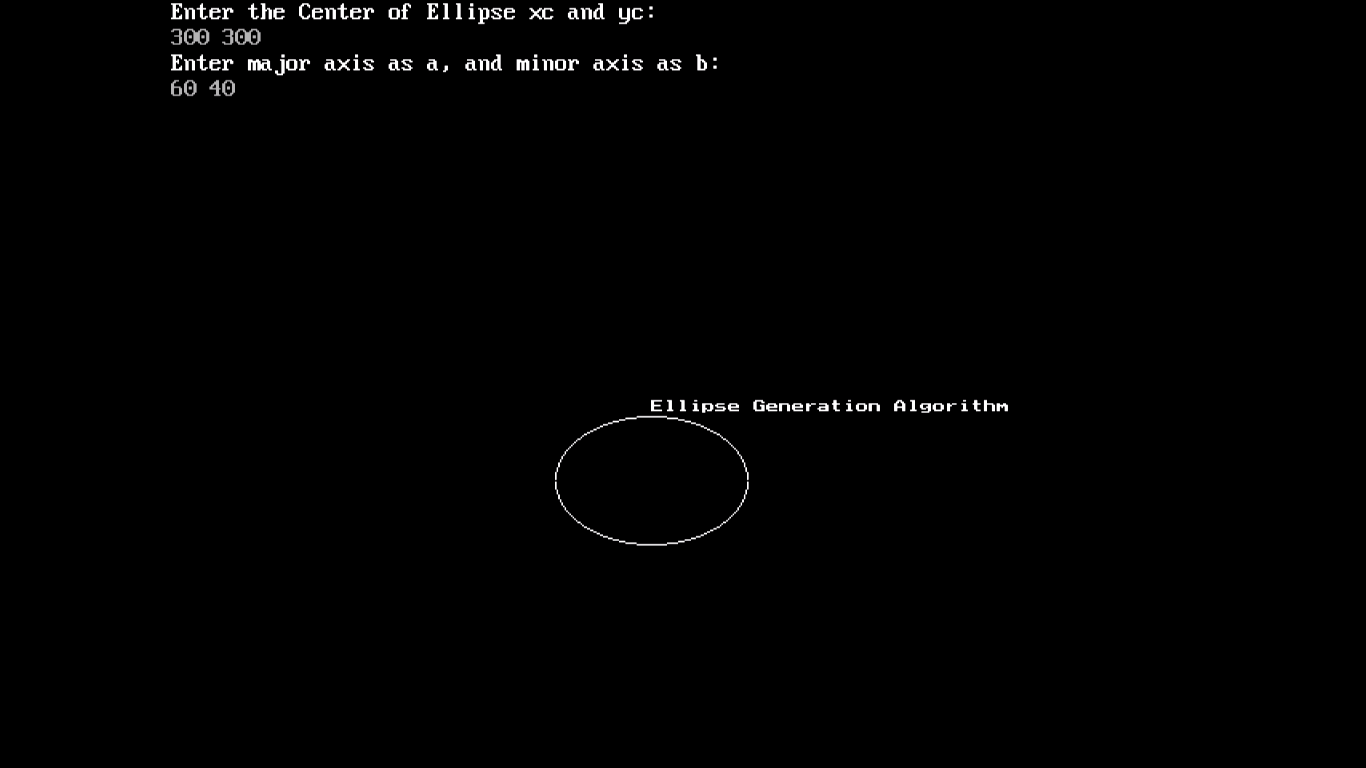 Enter the Center of Ellipse xc and yc:
300 300
Enter major axis as a, and minor axis as b:
60 40
Ellipse Generation Algorithm